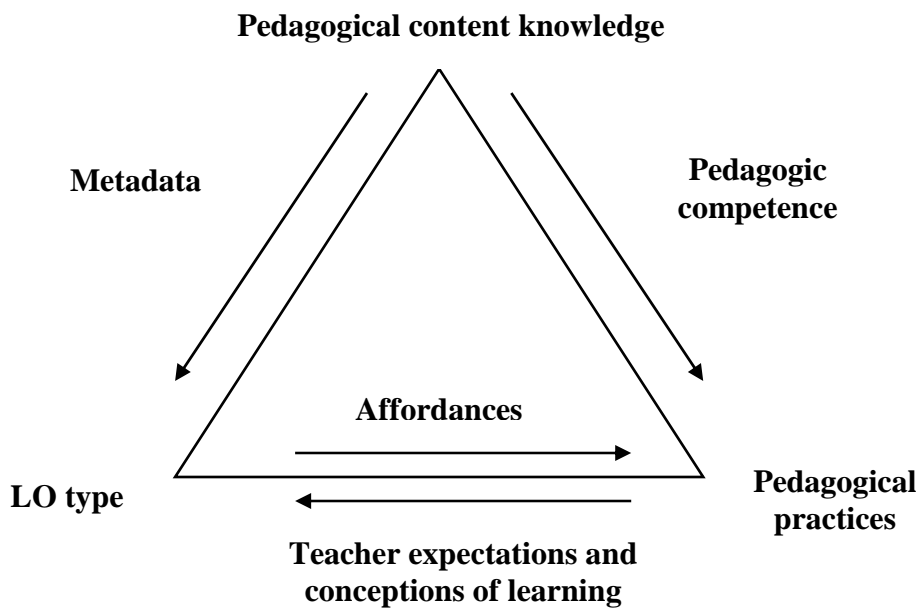 Pedagogical content knowledge
Metadata
Pedagogic
competence
Affordances
LO type
Pedagogical
practices
Teacher expectations and
conceptions of learning